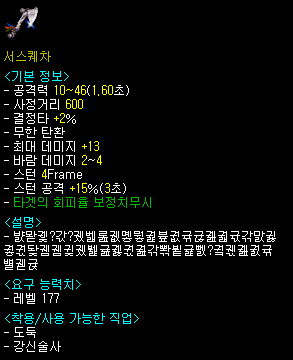 서스퀘차
<기본 정보>
- 공격력 10~46(1.60초)
- 사정거리 600
- 결정타 +2%
- 무한 탄환
- 최대 데미지 +13
- 바람 데미지 2~4
- 스턴 4Frame
- 스턴 공격 +15%(3초)
- 타겟의 회피율 보정치무시
<설명>
<요구 능력치>
- 레벨 177
<착용/사용 가능한 직업>
- 도둑
- 강신술사